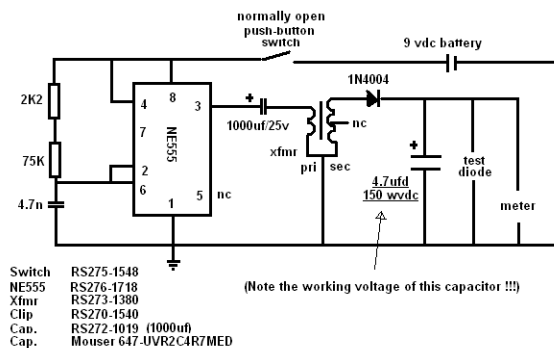 normally open
push-button
switch
9 vdc battery
1N4004
2K2
4
8
3
+
7
NE555
1000uf/25v
nc
75K
xfmr
+
test
diode
2
6
pri
sec
4.7ufd
150 wvdc
meter
4.7n
1
5
nc
Switch RS275-1548
NE555 RS276-1718
Xfmr RS273-1380
Clip RS270-1540
Cap. RS272-1019 (1000uf)
Cap. Mouser 647-UVR2C4R7MED
(Note the working voltage of this capacitor !!!)